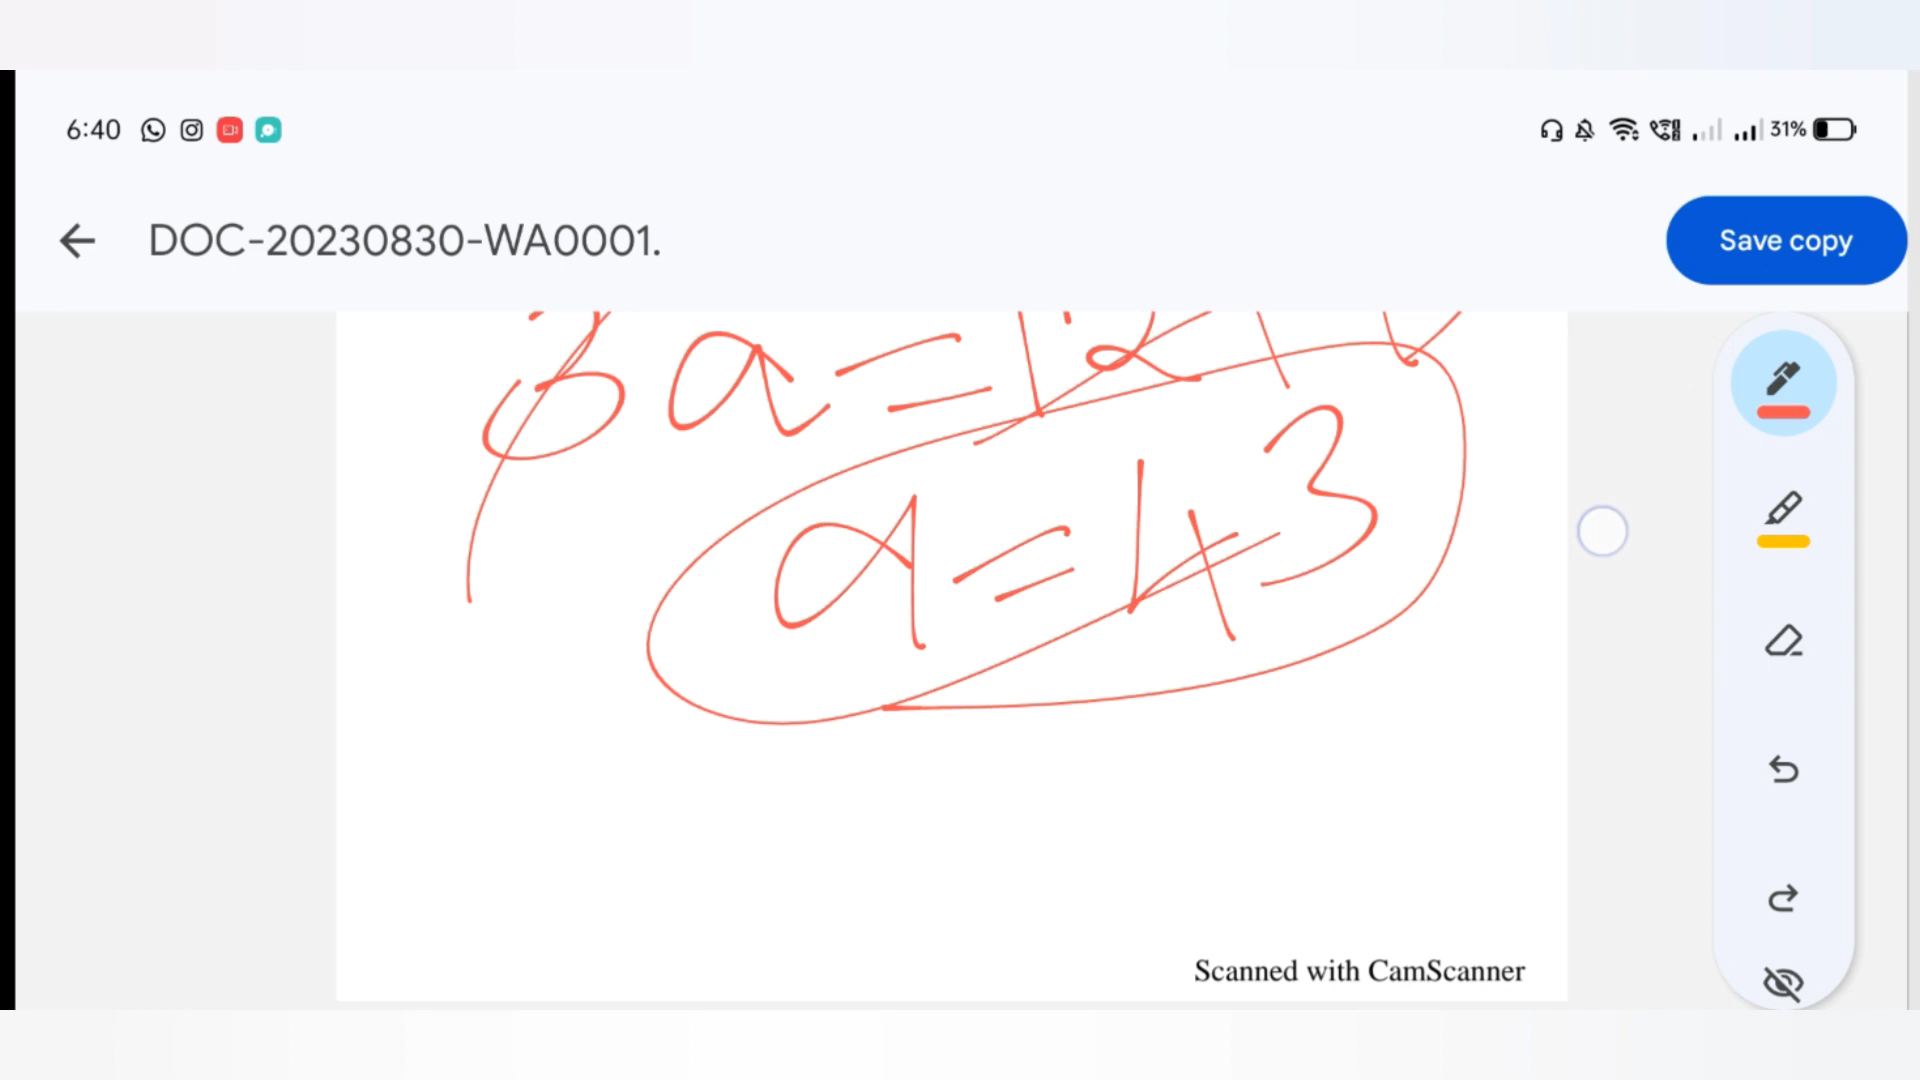 6:40 31%
DOC-20230830-WA0001. Save copy
3a=129
a=43
Scanned with CamScanner